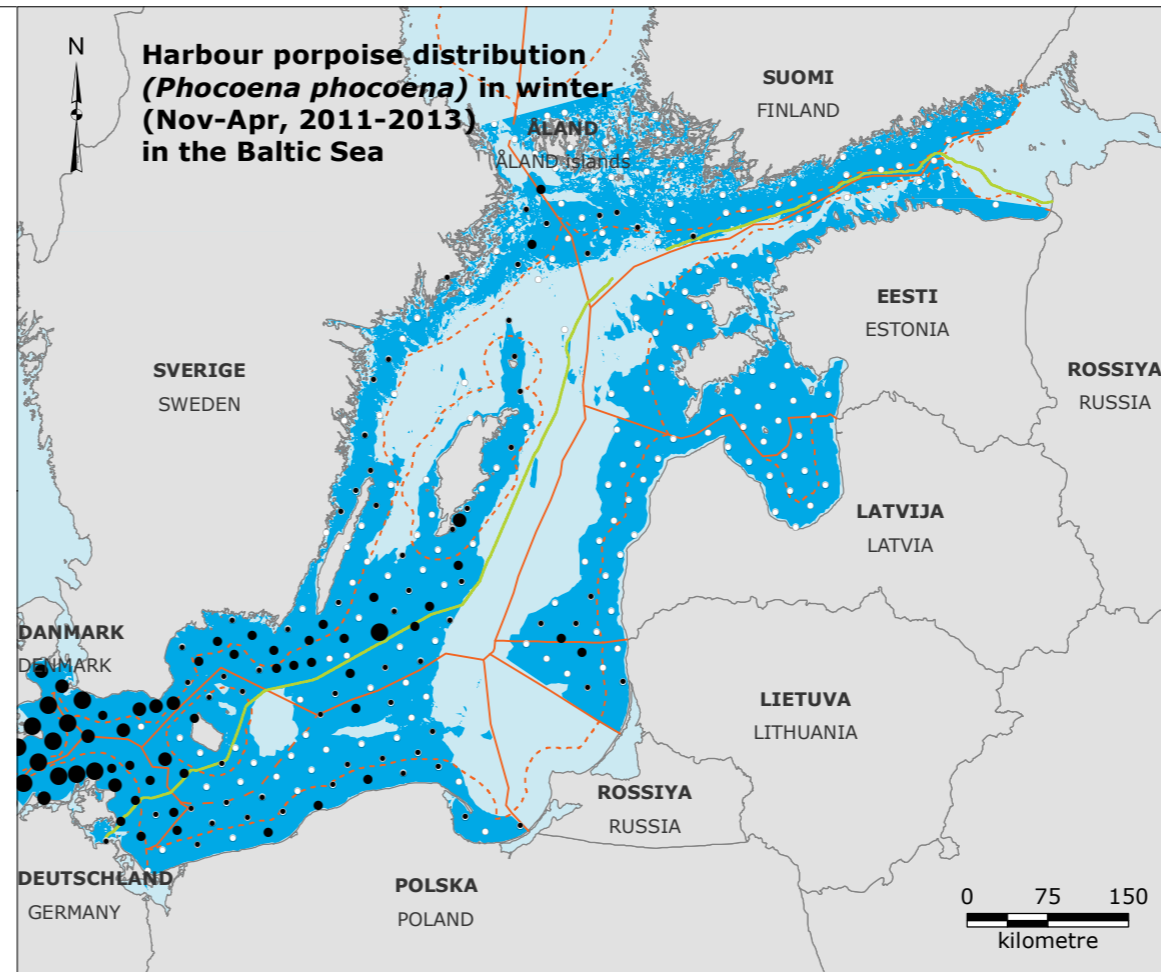 N
Harbour porpoise distribution
(Phocoena phocoena) in winter
(Nov-Apr, 2011-2013)
in the Baltic Sea
SUOMI
FINLAND
ÅLAND
ÅLAND islands
EESTI
ESTONIA
SVERIGE
SWEDEN
ROSSIYA
RUSSIA
LATVIJA
LATVIA
DANMARK
DENMARK
LIETUVA
LITHUANIA
ROSSIYA
RUSSIA
DEUTSCHLAND
GERMANY
POLSKA
POLAND
0 75 150
kilometre